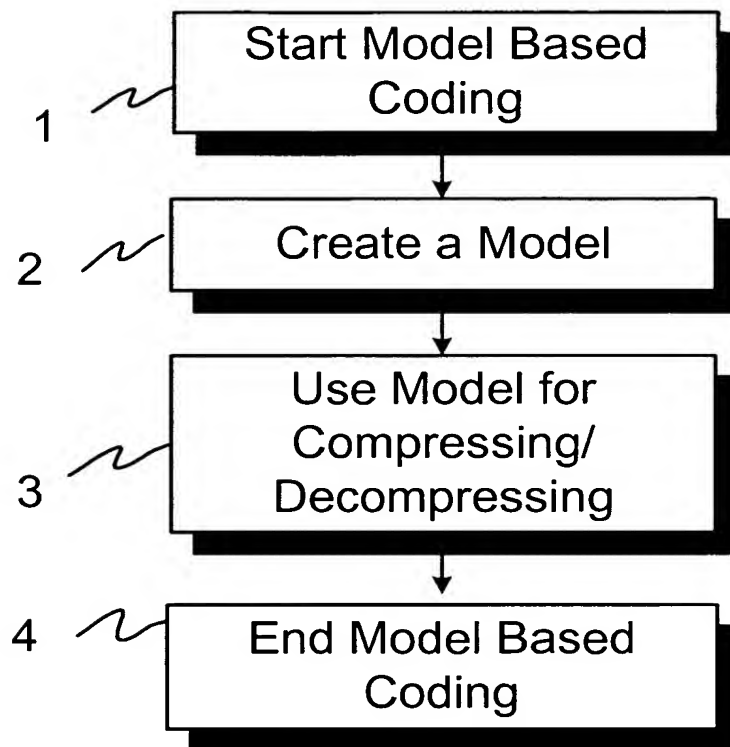 Start Model Based
Coding
1
Create a Model
2
Use Model for
Compressing/
Decompressing
3
End Model Based
Coding
4